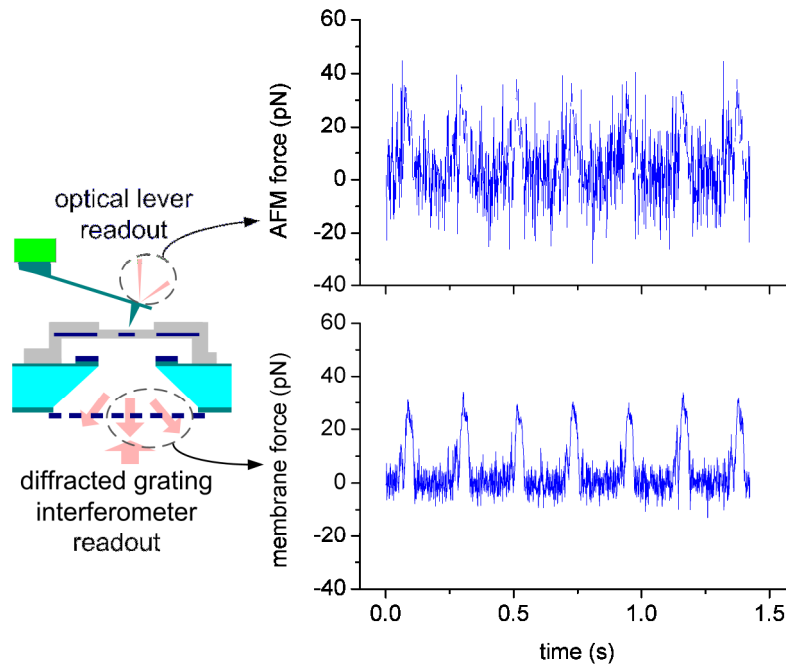 optical lever
readout
diffracted grating
interferometer
readout
AFM force (pN)
60
40
20
0
-20
-40
membrane force (pN)
60
40
20
0
-20
-40
0.0 0.5 1.0 1.5
time (s)